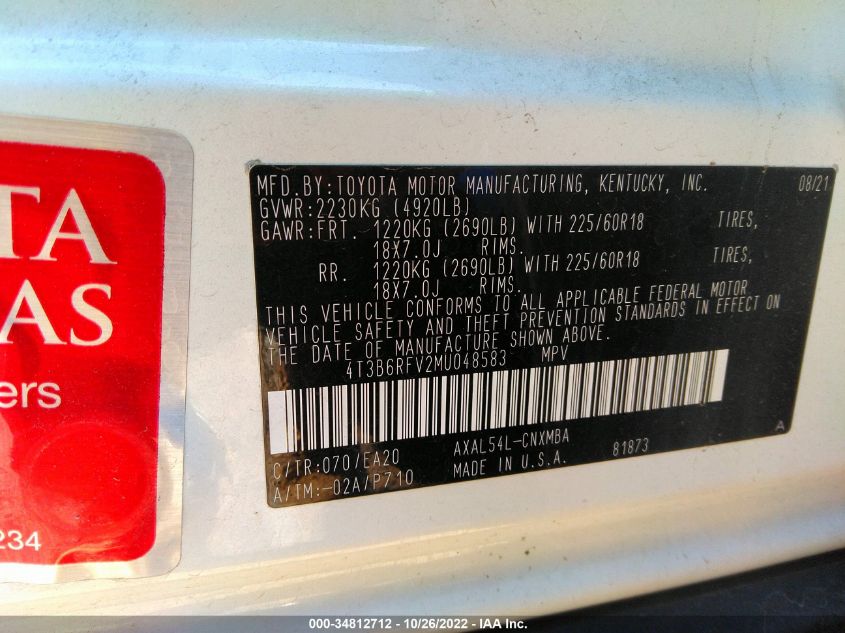 TA
AS
ers
234
MFD.BY:TOYOTA MOTOR MANUFACTURING, KENTUCKY, INC. 08/21
GVWR:2230KG (4920LB)
GAWR:FRT. 1220KG (2690LB) WITH 225/60R18 TIRES,
18X7.0J RIMS.
RR. 1220KG (2690LB) WITH 225/60R18 TIRES,
18X7.0J RIMS.
THIS VEHICLE CONFORMS TO ALL APPLICABLE FEDERAL MOTOR
VEHICLE SAFETY AND THEFT PREVENTION STANDARDS IN EFFECT ON
THE DATE OF MANUFACTURE SHOWN ABOVE.
4T3B6RFV2MU048583 MPV
A
C/TR:070/EA20 AXAL54L-CNXMBA
A/TM:-02A/P710 MADE IN U.S.A. 81873
000-34812712 - 10/26/2022 - IAA Inc.